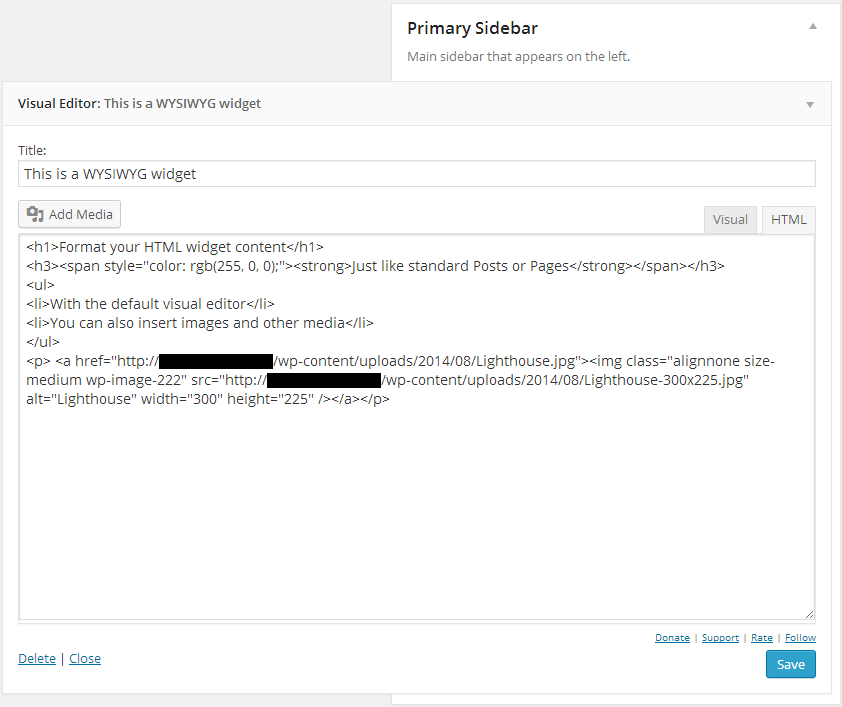 Primary Sidebar
Main sidebar that appears on the left.
Visual Editor: This is a WYSIWYG widget
Title:
This is a WYSIWYG widget
Add Media
Visual HTML
<h1>Format your HTML widget content</h1>
<h3><span style="color: rgb(255, 0, 0);"><strong>Just like standard Posts or Pages</strong></span></h3>
<ul>
<li>With the default visual editor</li>
<li>You can also insert images and other media</li>
</ul>
<p> <a href="http:///wp-content/uploads/2014/08/Lighthouse.jpg"><img class="alignnone size-
medium wp-image-222" src="http:///wp-content/uploads/2014/08/Lighthouse-300x225.jpg"
alt="Lighthouse" width="300" height="225" /></a></p>
Donate | Support | Rate | Follow
Delete | Close
Save